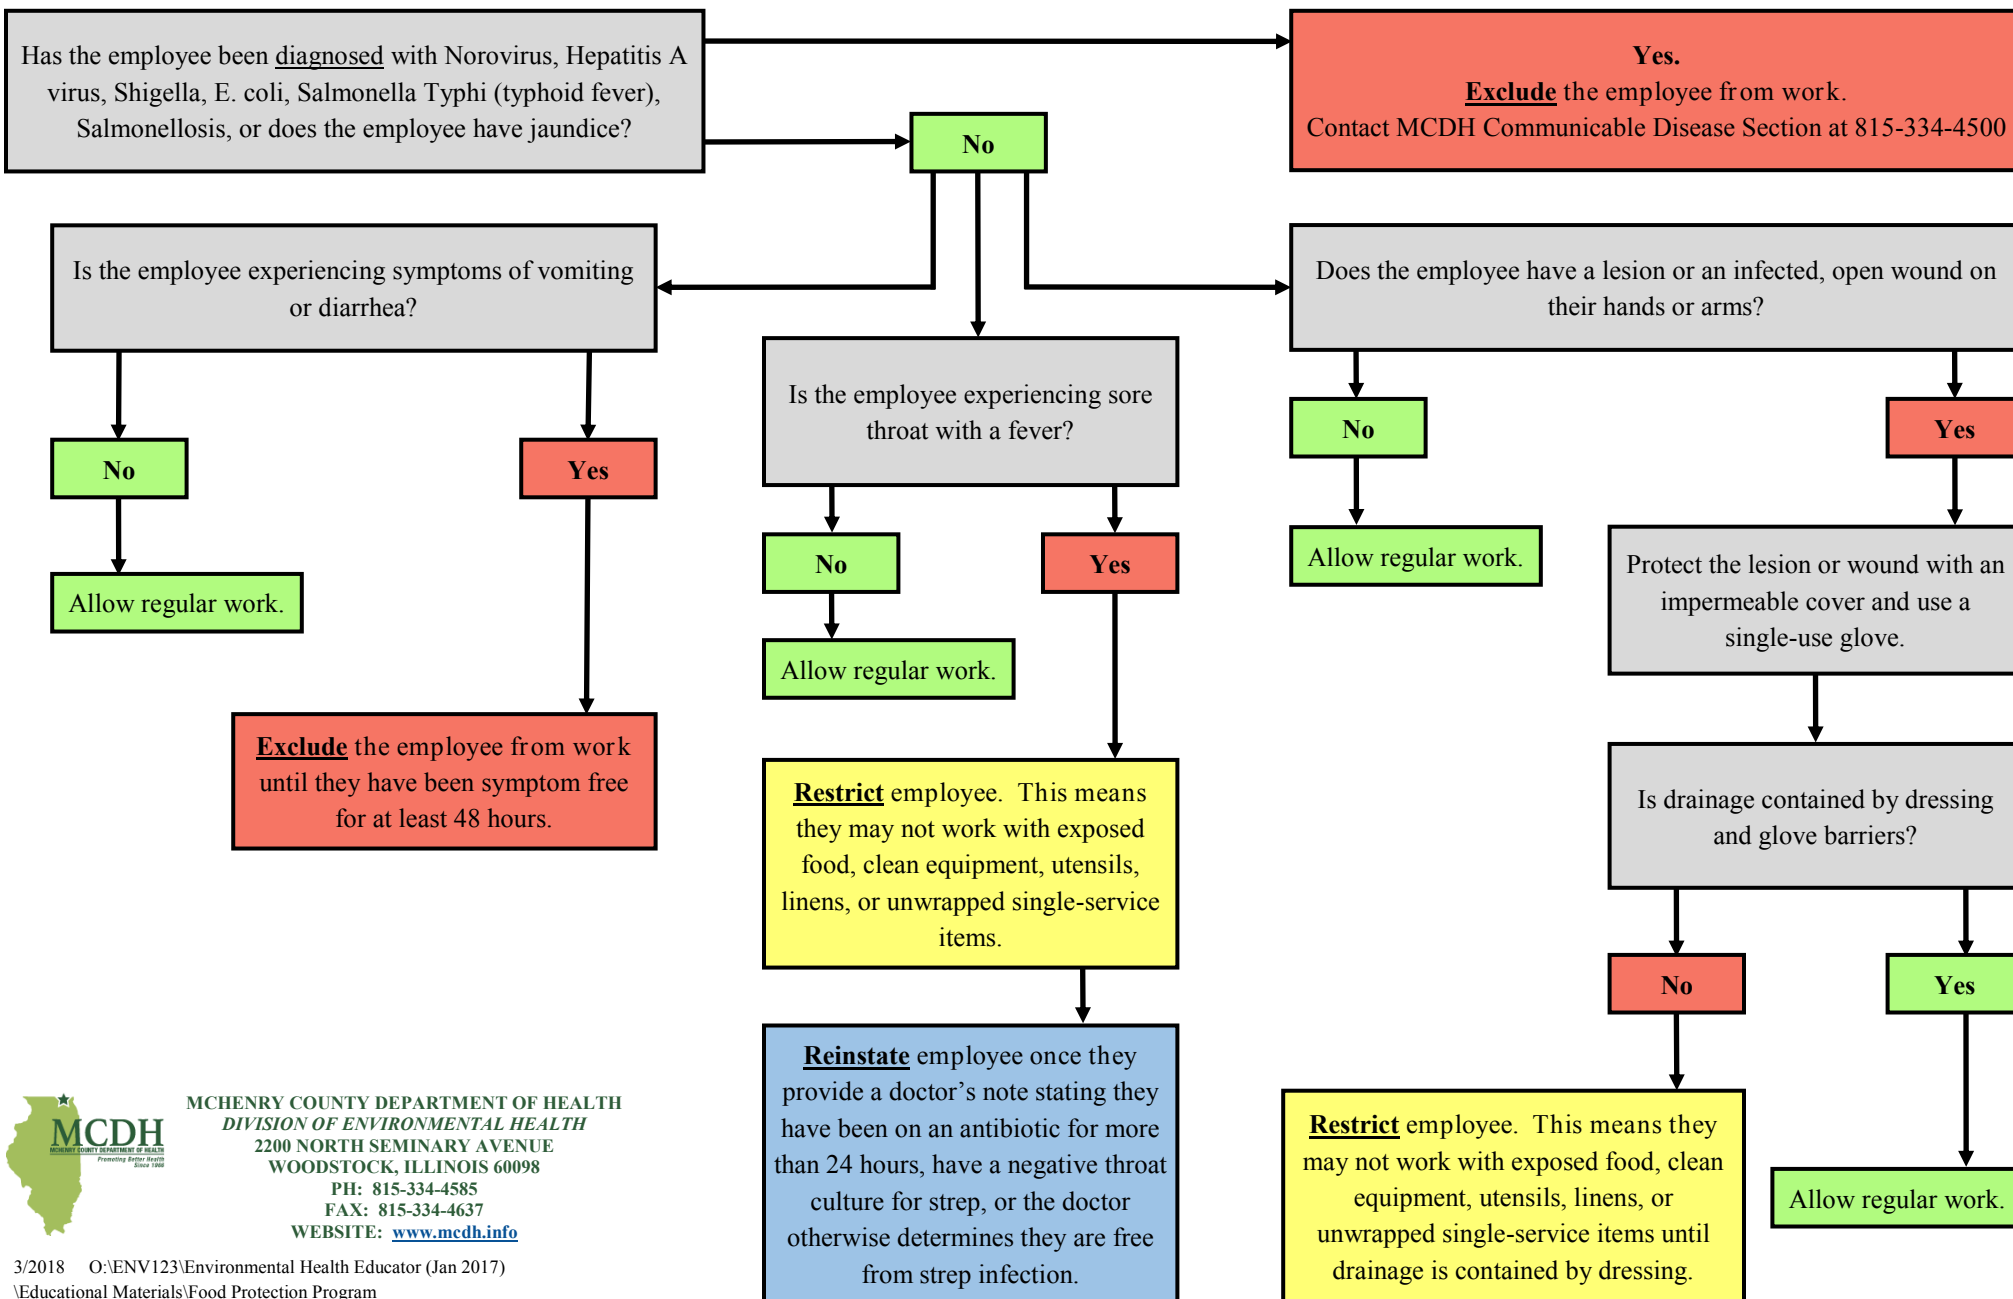 Has the employee been diagnosed with Norovirus, Hepatitis A
virus, Shigella, E. coli, Salmonella Typhi (typhoid fever),
Salmonellosis, or does the employee have jaundice?
Yes.
Exclude the employee from work.
Contact MCDH Communicable Disease Section at 815-334-4500
No
Is the employee experiencing symptoms of vomiting
or diarrhea?
No
Yes
Allow regular work.
Exclude the employee from work
until they have been symptom free
for at least 48 hours.
Is the employee experiencing sore
throat with a fever?
No
Yes
Allow regular work.
Restrict employee. This means
they may not work with exposed
food, clean equipment, utensils,
linens, or unwrapped single-service
items.
Reinstate employee once they
provide a doctor’s note stating they
have been on an antibiotic for more
than 24 hours, have a negative throat
culture for strep, or the doctor
otherwise determines they are free
from strep infection.
Does the employee have a lesion or an infected, open wound on
their hands or arms?
No
Yes
Allow regular work.
Protect the lesion or wound with an
impermeable cover and use a
single-use glove.
Is drainage contained by dressing
and glove barriers?
No
Yes
Restrict employee. This means they
may not work with exposed food, clean
equipment, utensils, linens, or
unwrapped single-service items until
drainage is contained by dressing.
Allow regular work.
MCDH
MCHENRY COUNTY DEPARTMENT OF HEALTH
Promoting Better Health
Since 1966
MCHENRY COUNTY DEPARTMENT OF HEALTH
DIVISION OF ENVIRONMENTAL HEALTH
2200 NORTH SEMINARY AVENUE
WOODSTOCK, ILLINOIS 60098
PH: 815-334-4585
FAX: 815-334-4637
WEBSITE: www.mcdh.info
3/2018 O:\ENV123\Environmental Health Educator (Jan 2017)
\Educational Materials\Food Protection Program